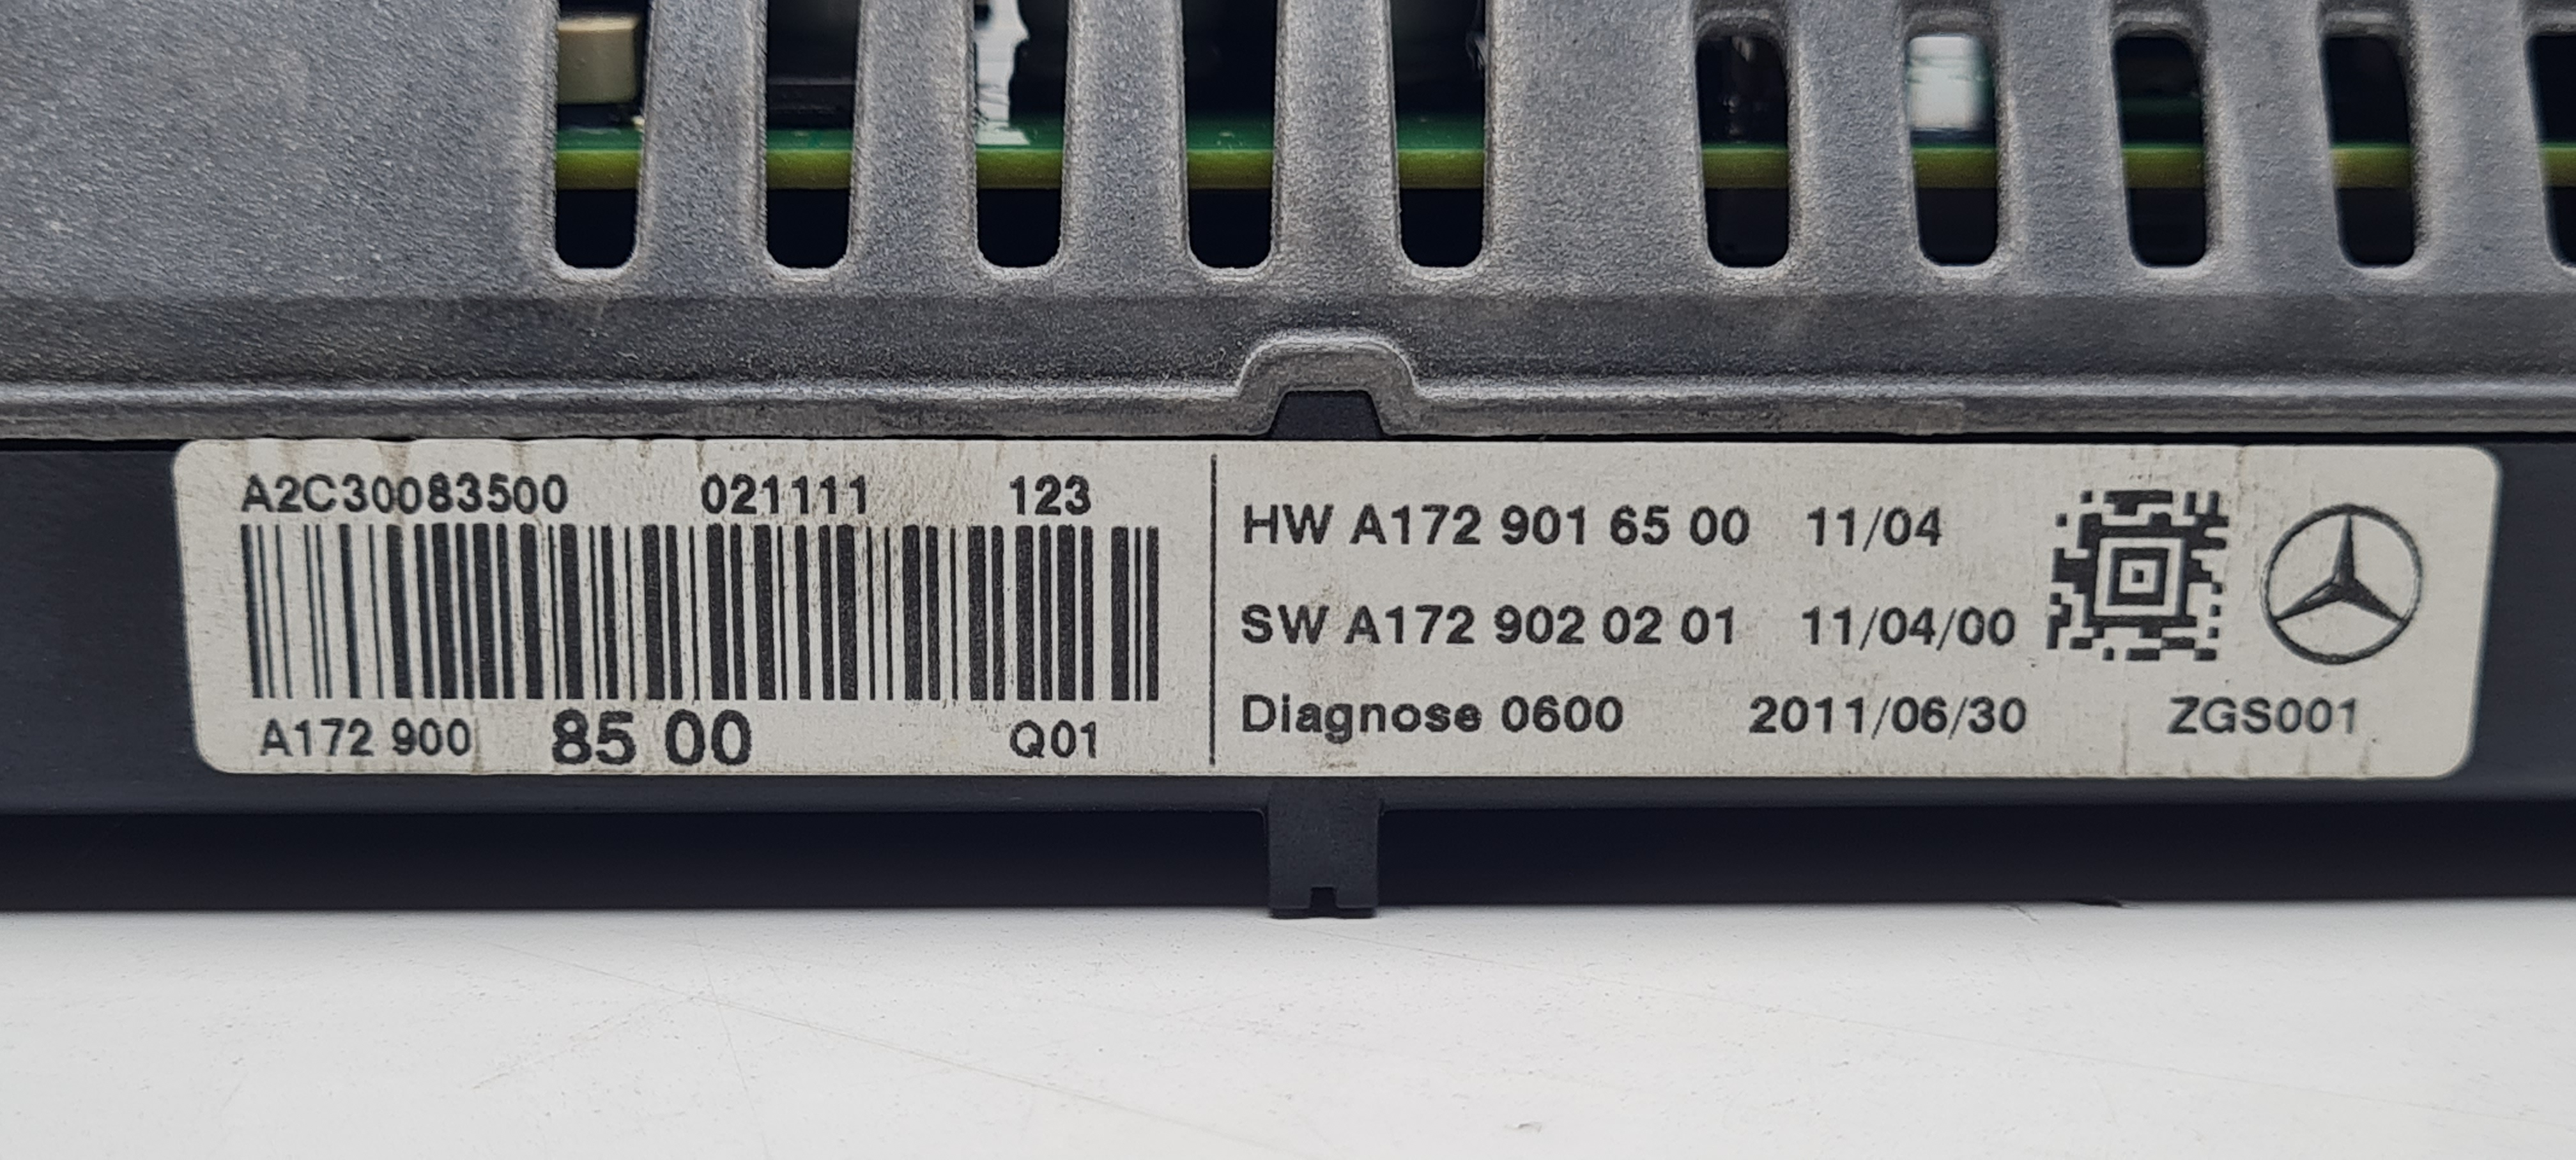 A2C30083500 021111 123
A172 900 85 00 Q01
HW A172 901 65 00 11/04
SW A172 902 02 01 11/04/00
Diagnose 0600 2011/06/30 ZGS001